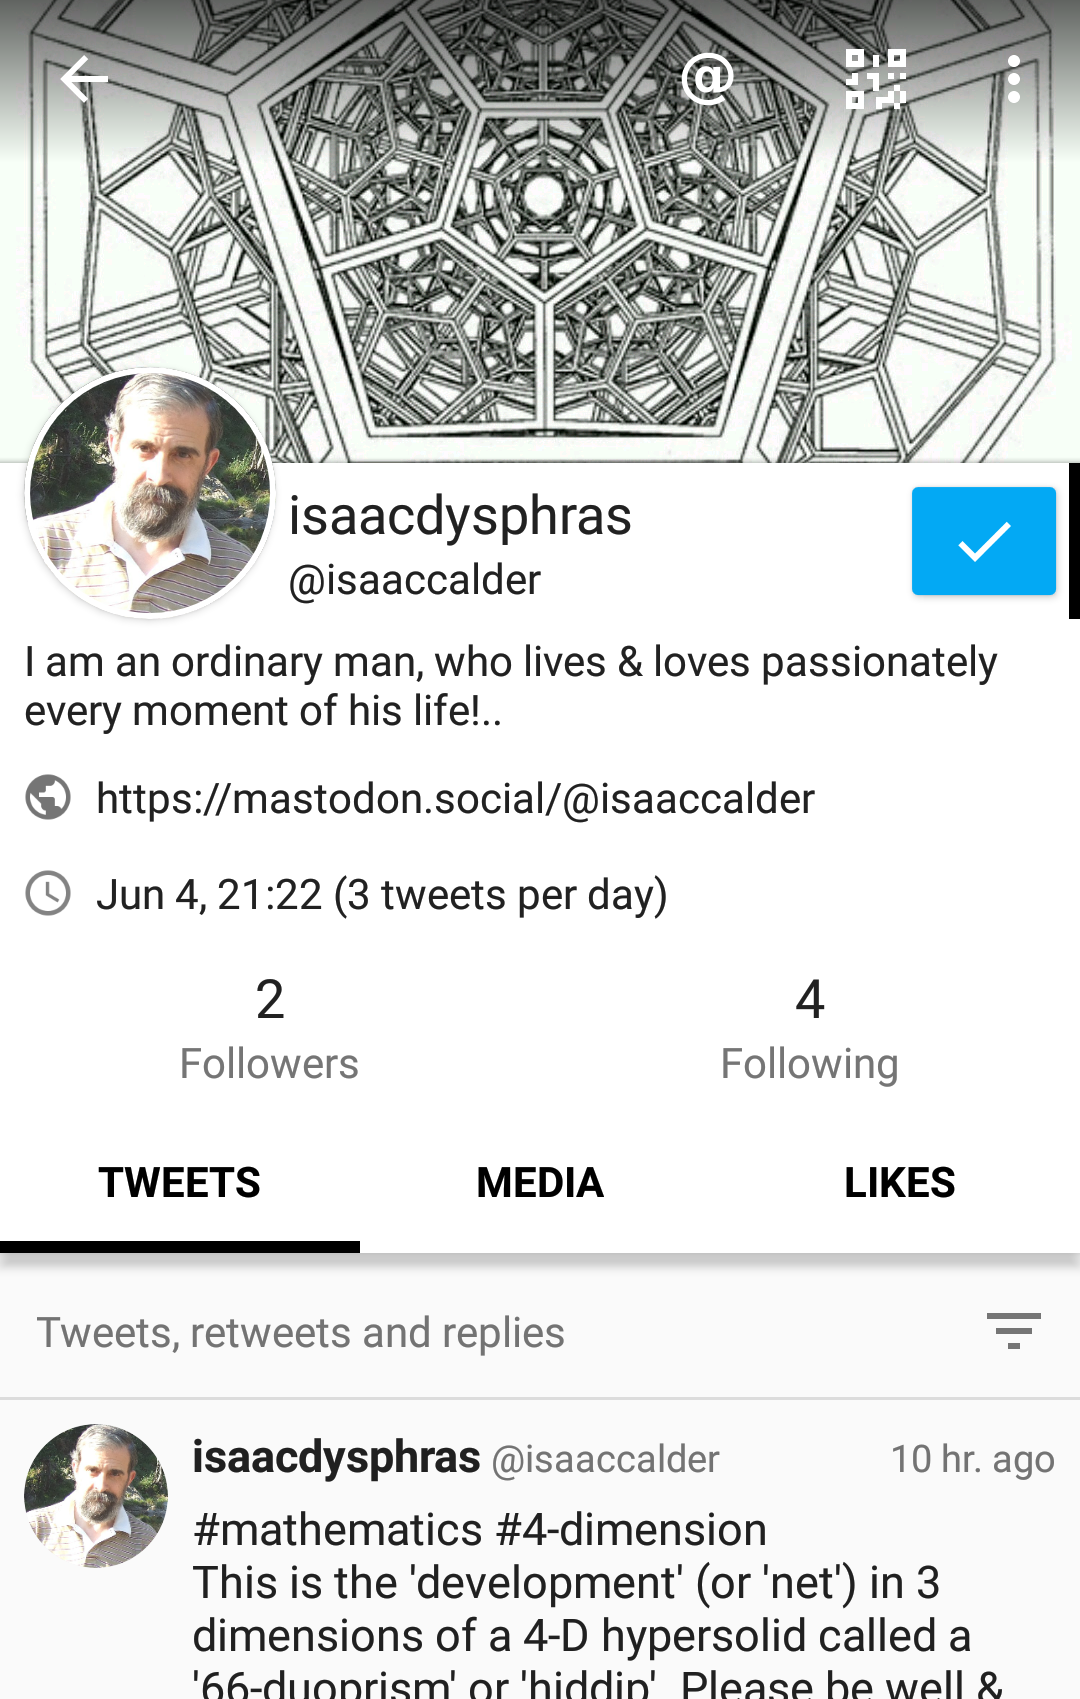 @
isaacdysphras
@isaaccalder
I am an ordinary man, who lives & loves passionately
every moment of his life!..
https://mastodon.social/@isaaccalder
Jun 4, 21:22 (3 tweets per day)
2
Followers
4
Following
TWEETS
MEDIA
LIKES
Tweets, retweets and replies
isaacdysphras @isaaccalder 10 hr. ago
#mathematics #4-dimension
This is the 'development' (or 'net') in 3
dimensions of a 4-D hypersolid called a
'66-duoprism' or 'hiddip'. Please be well &